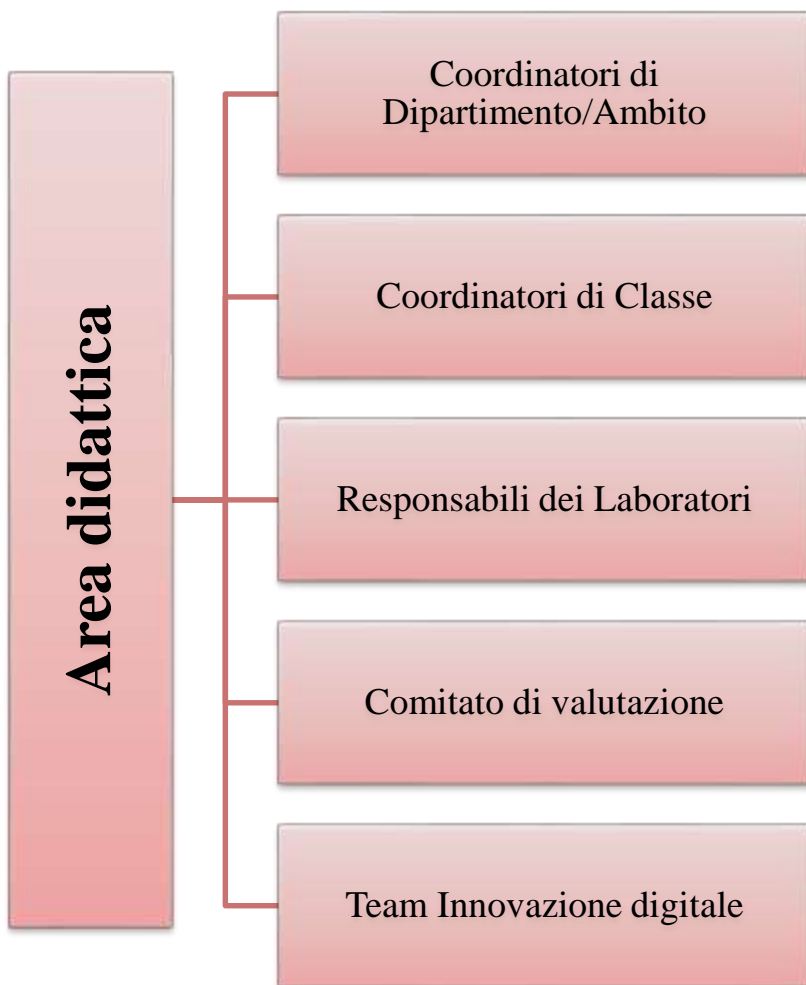 Area didattica
Coordinatori di
Dipartimento/Ambito
Coordinatori di Classe
Responsabili dei Laboratori
Comitato di valutazione
Team Innovazione digitale